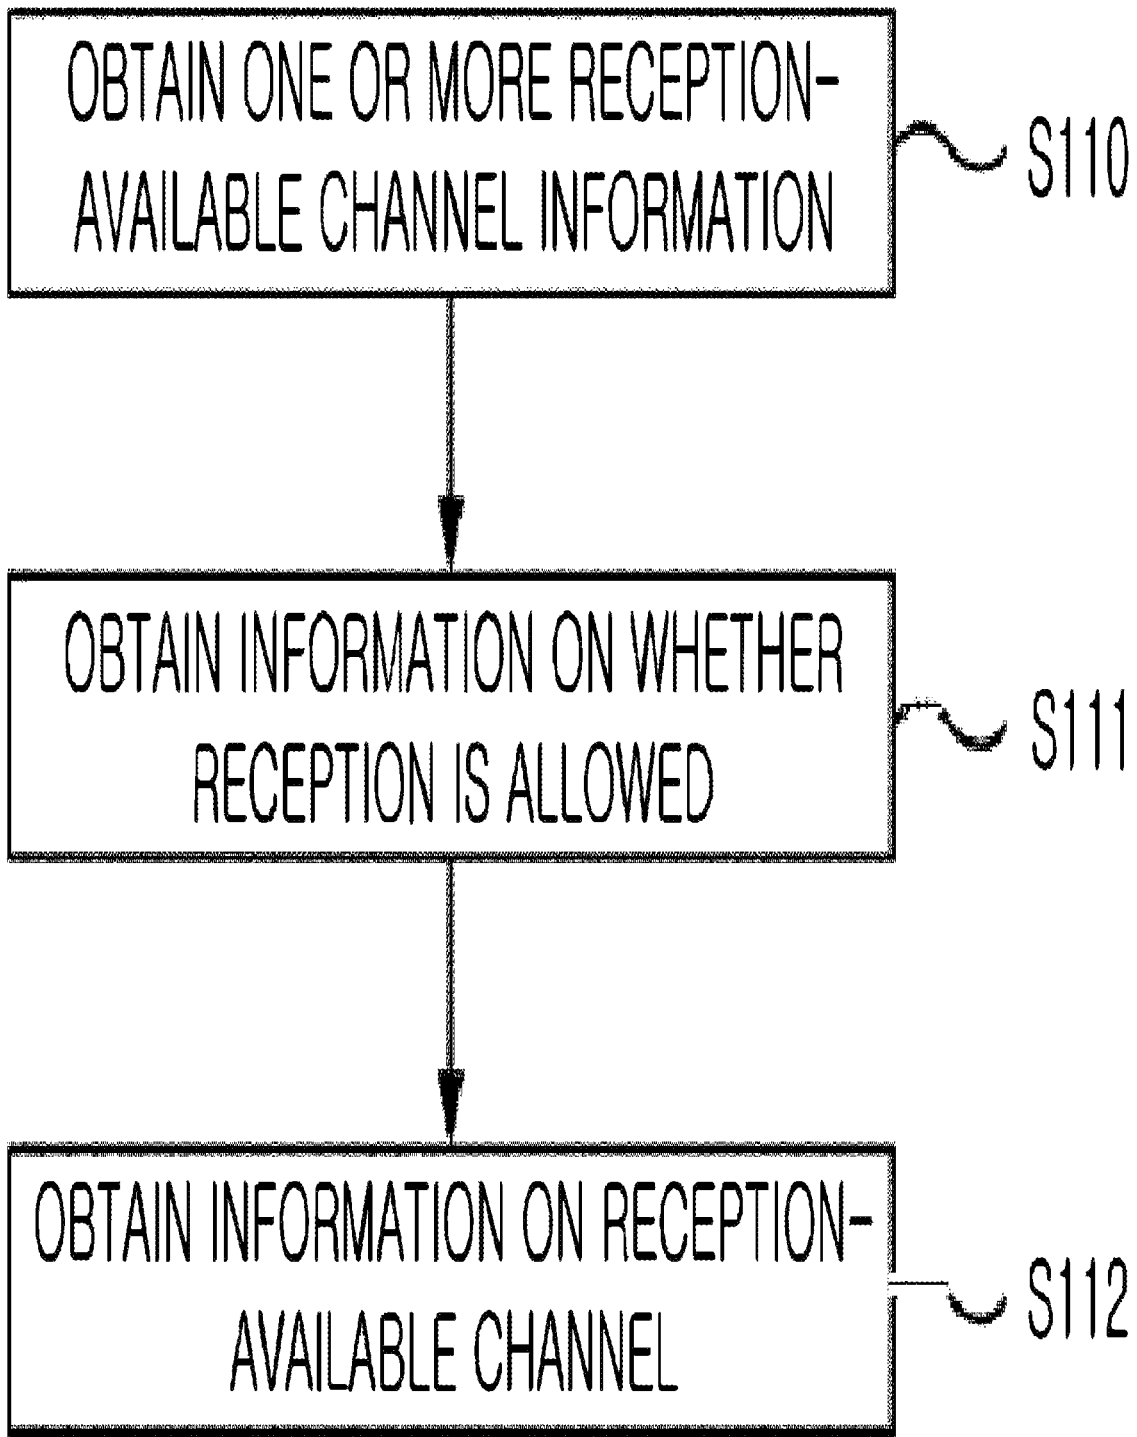 OBTAIN ONE OR MORE RECEPTION-
AVAILABLE CHANNEL INFORMATION
S110
OBTAIN INFORMATION ON WHETHER
RECEPTION IS ALLOWED
S111
OBTAIN INFORMATION ON RECEPTION-
AVAILABLE CHANNEL
S112